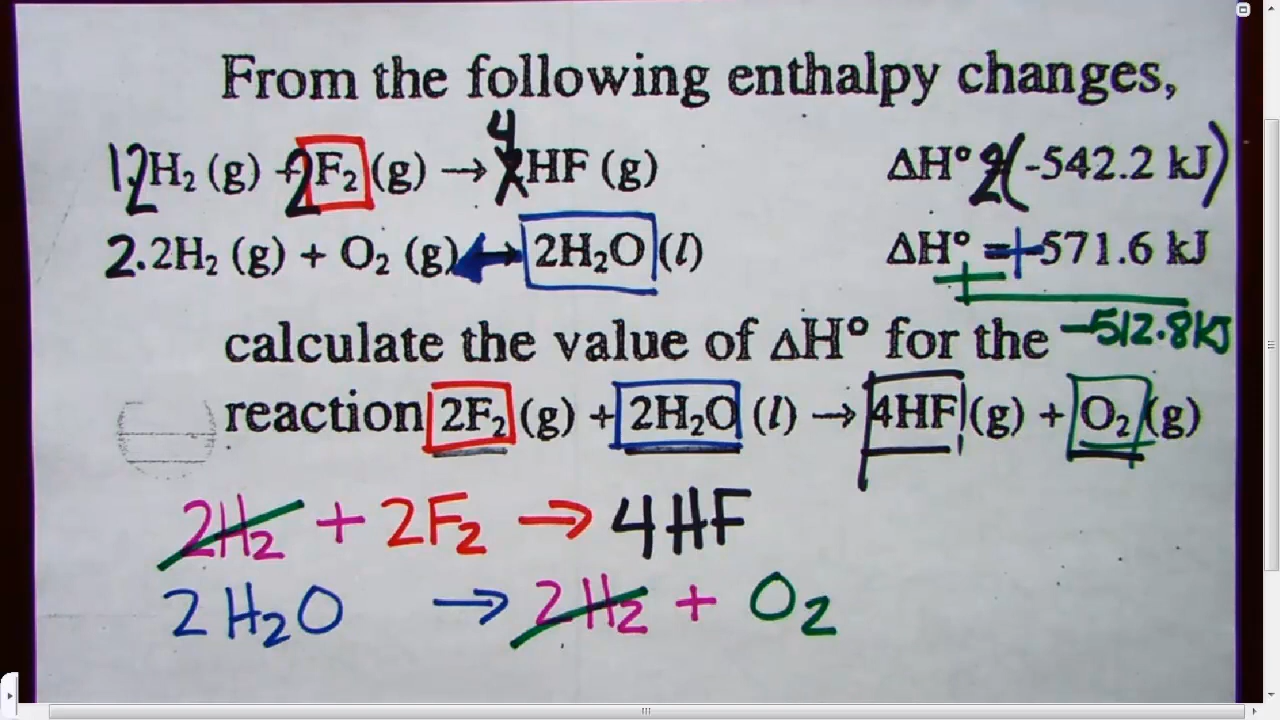 From the following enthalpy changes,
1. 2H₂ (g) + 2F₂ (g) → 4HF (g) ΔH° 2(-542.2 kJ)
2. 2H₂ (g) + O₂ (g) ↔ 2H₂O (l) ΔH° = +571.6 kJ
calculate the value of ΔH° for the -512.8 kJ
reaction 2F₂ (g) + 2H₂O (l) → 4HF (g) + O₂ (g)
2H₂ + 2F₂ → 4HF
2H₂O → 2H₂ + O₂